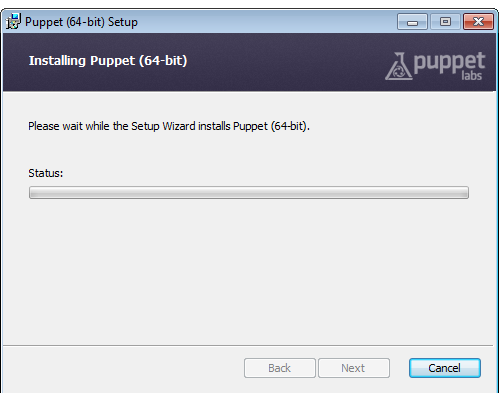 Puppet (64-bit) Setup
Installing Puppet (64-bit)
puppet
labs
Please wait while the Setup Wizard installs Puppet (64-bit).
Status:
Back
Next
Cancel